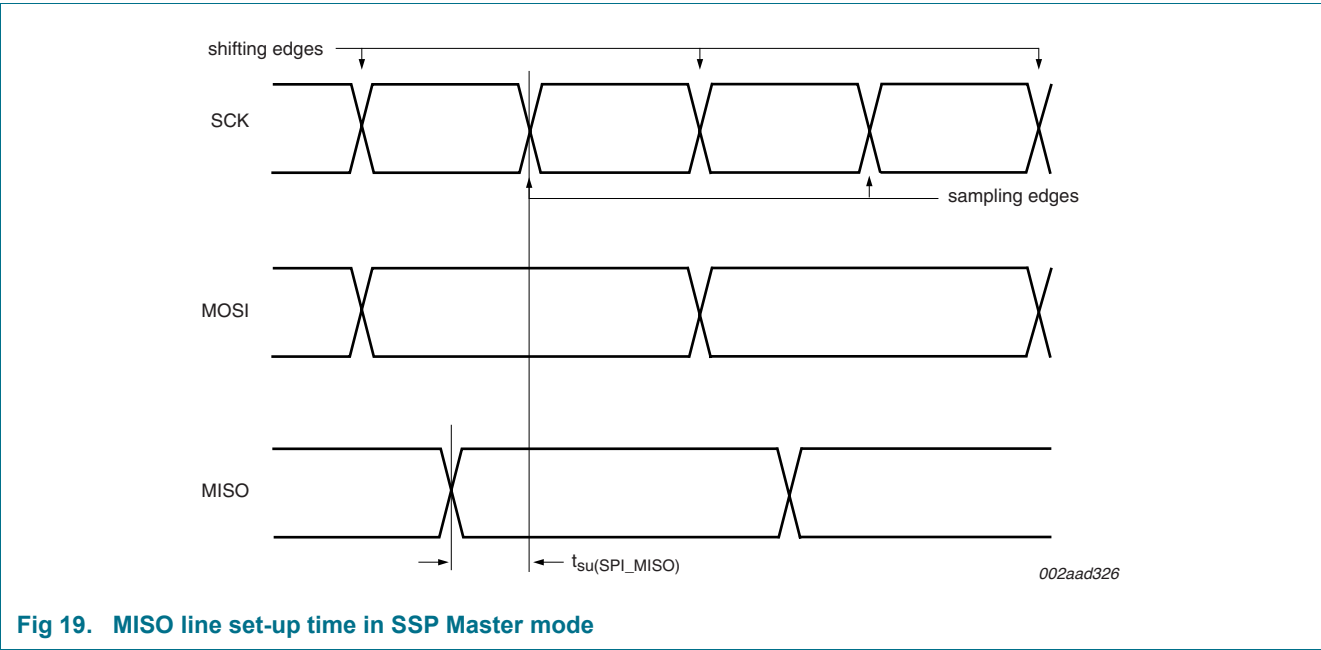 shifting edges
SCK
sampling edges
MOSI
MISO
tsu(SPI_MISO)
002aad326
Fig 19. MISO line set-up time in SSP Master mode